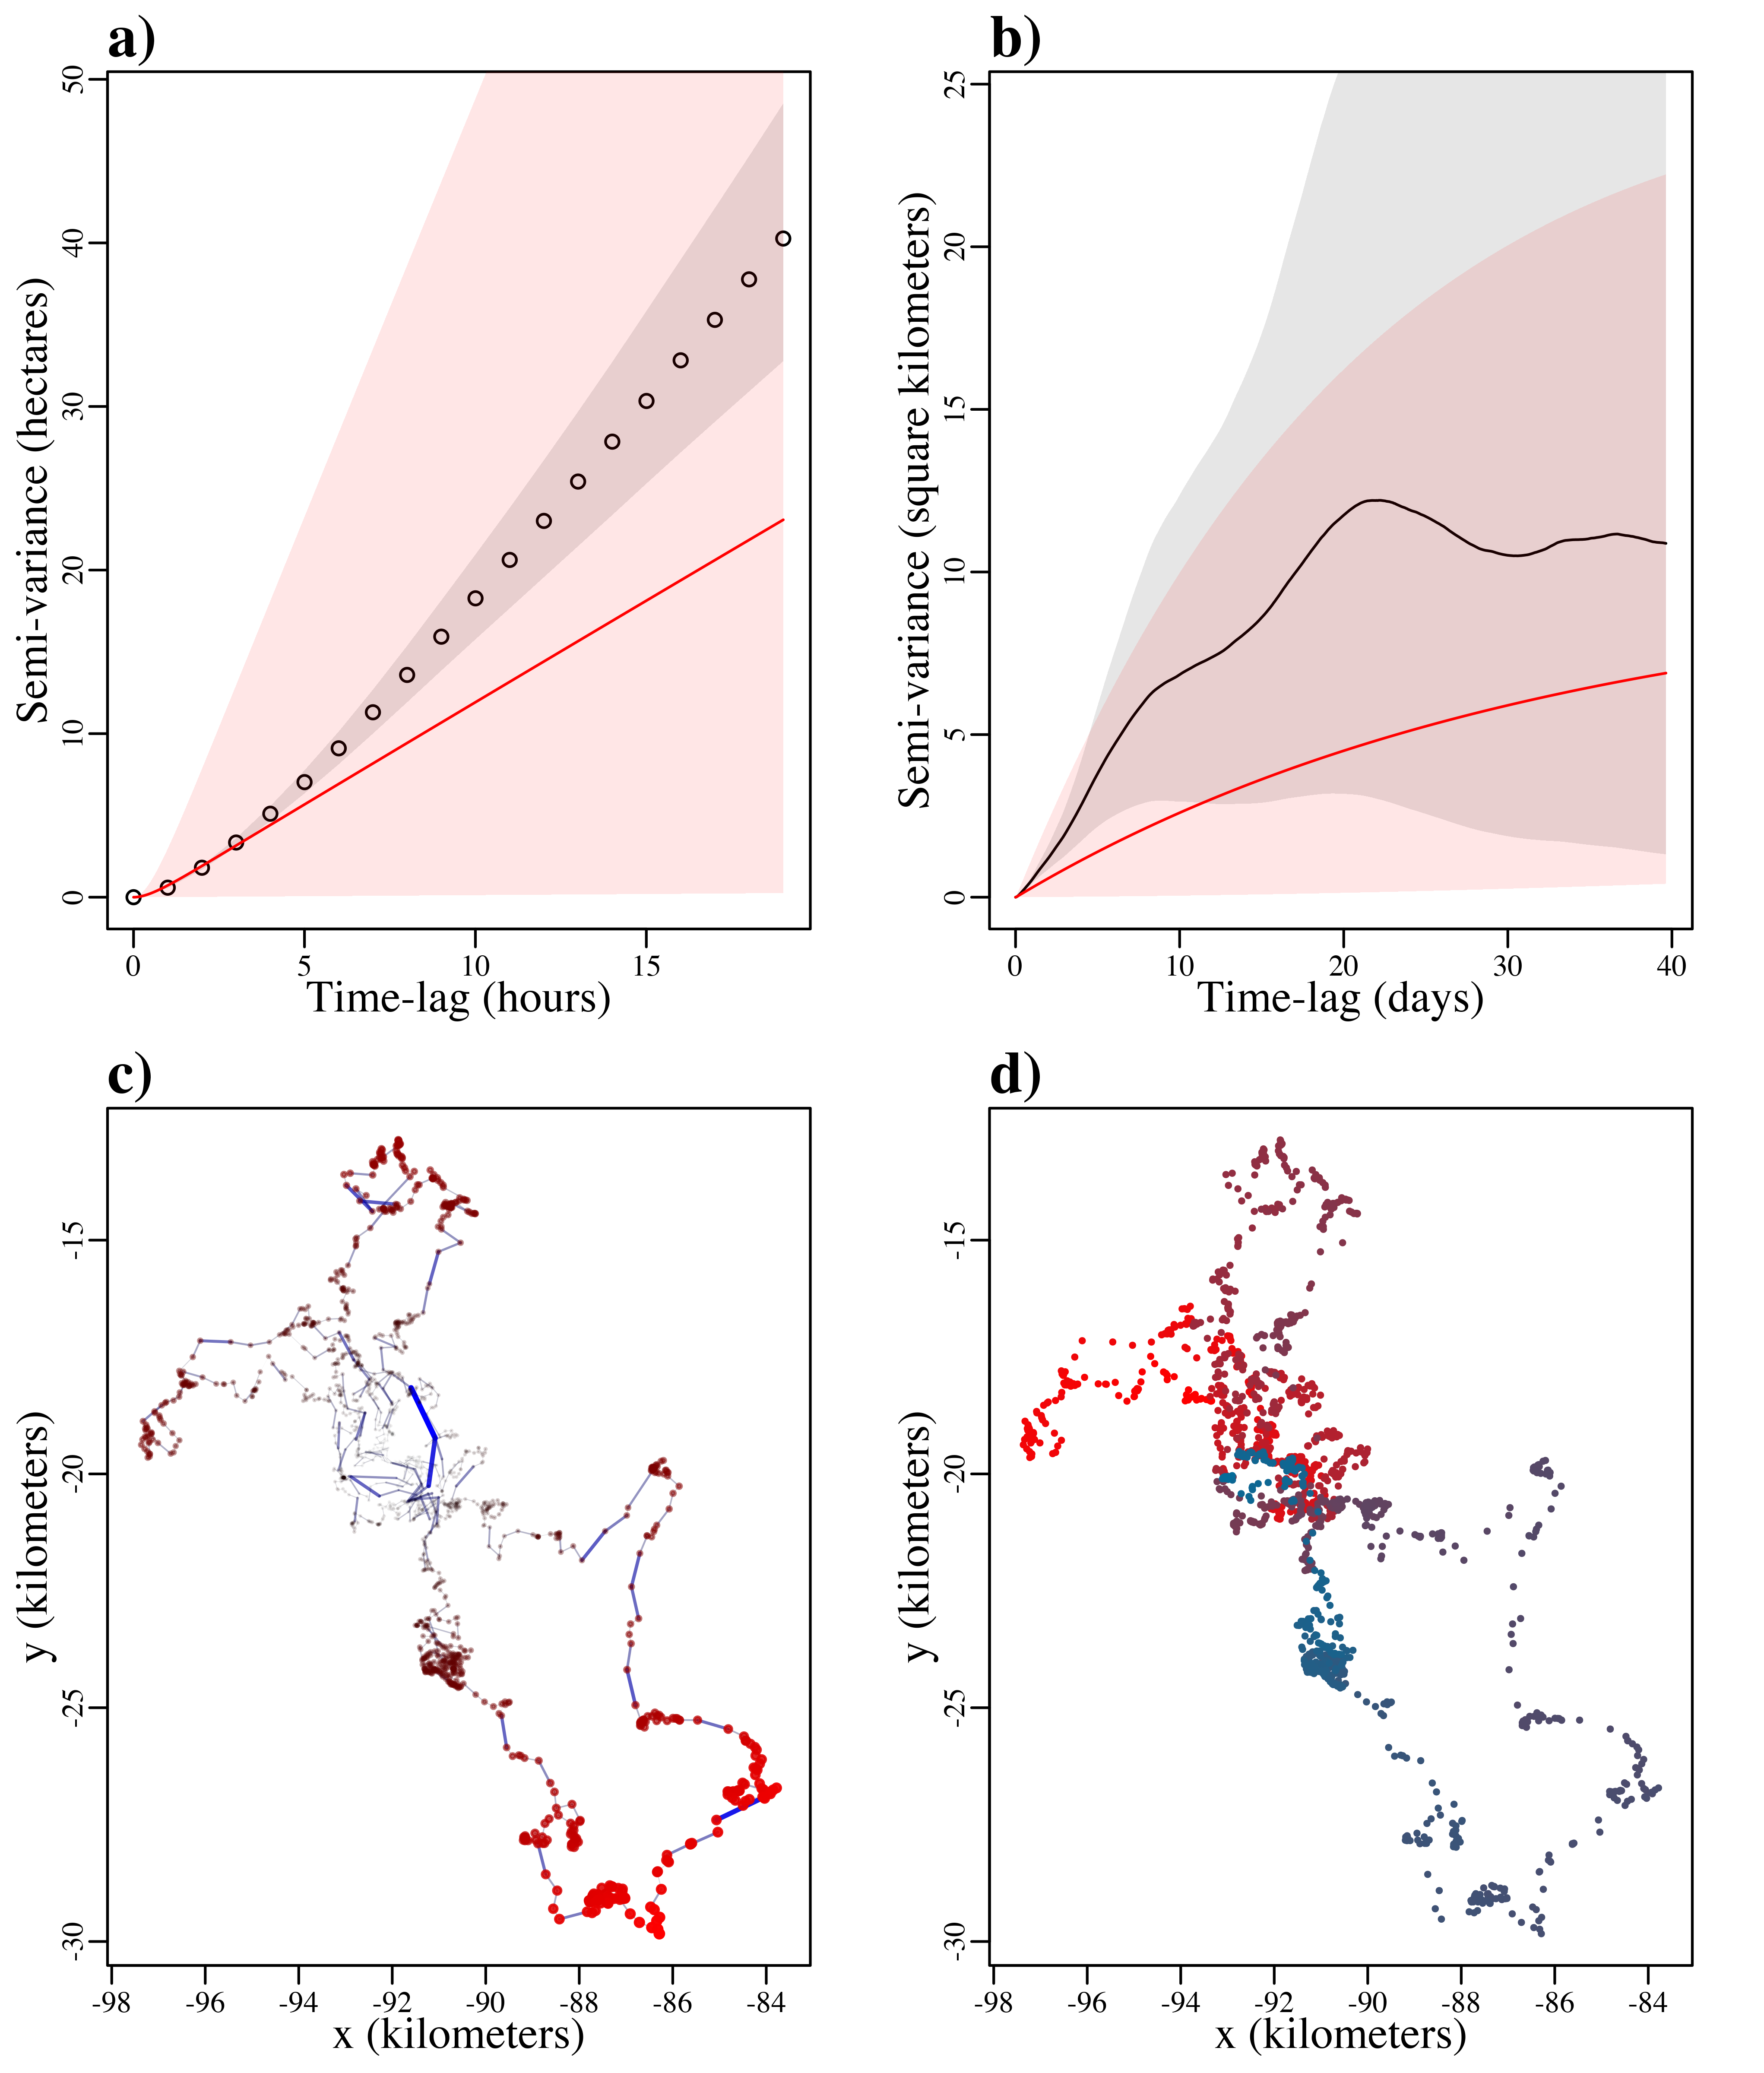 a)
50
40
30
20
10
0
Semi-variance (hectares)
0 5 10 15
Time-lag (hours)
b)
25
20
15
10
5
0
Semi-variance (square kilometers)
0 10 20 30 40
Time-lag (days)
c)
-15
-20
-25
-30
y (kilometers)
-98 -96 -94 -92 -90 -88 -86 -84
x (kilometers)
d)
-15
-20
-25
-30
y (kilometers)
-98 -96 -94 -92 -90 -88 -86 -84
x (kilometers)